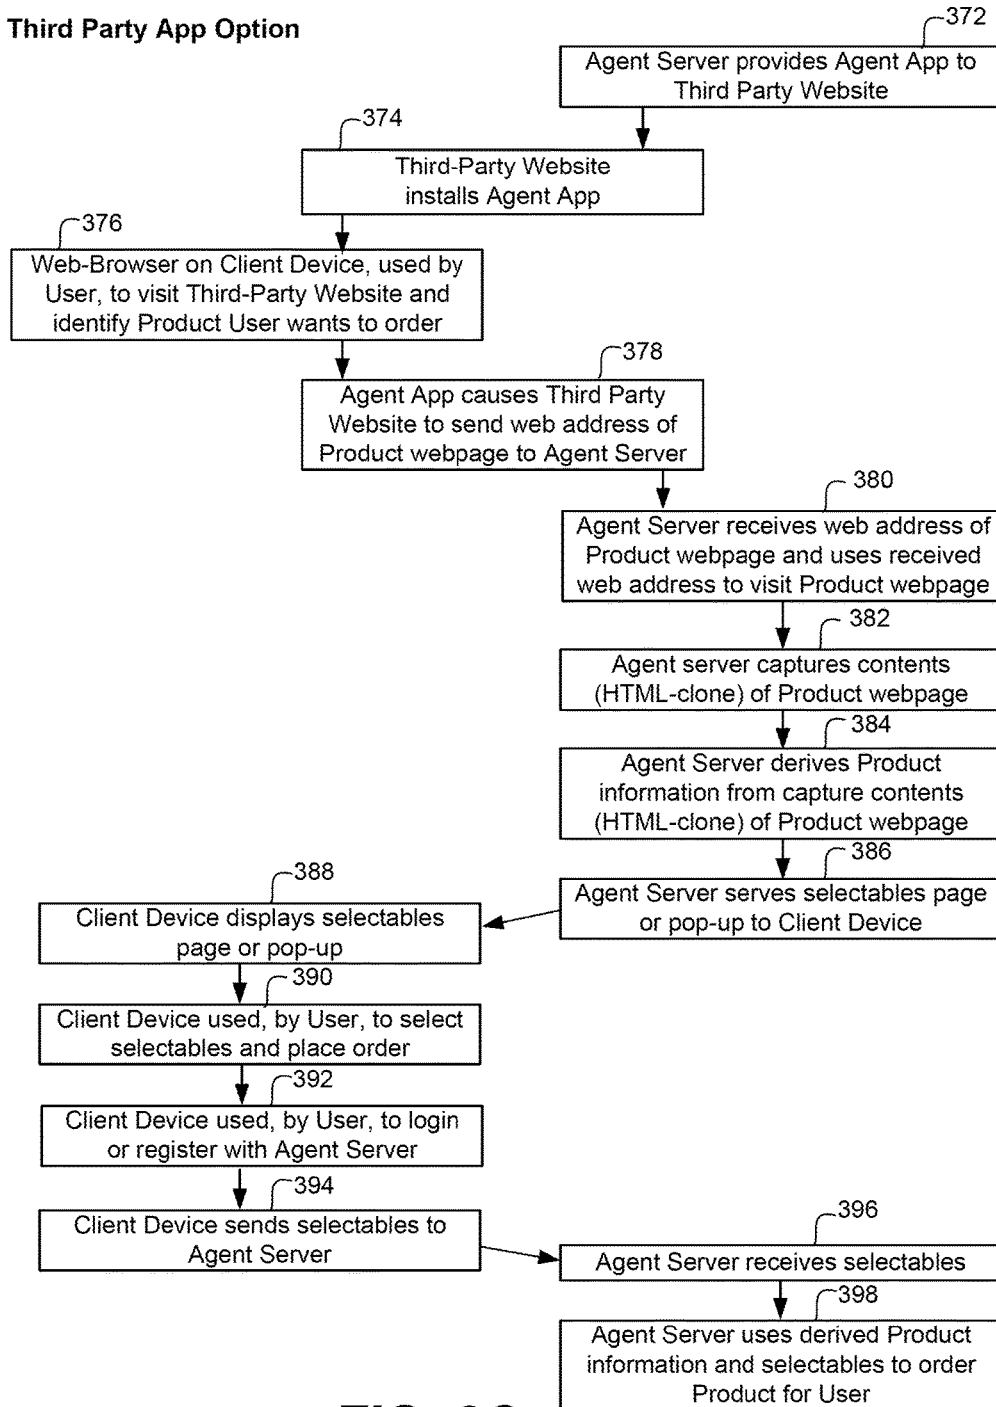 Third Party App Option
372
Agent Server provides Agent App to
Third Party Website
374
Third-Party Website
installs Agent App
376
Web-Browser on Client Device, used by
User, to visit Third-Party Website and
identify Product User wants to order
378
Agent App causes Third Party
Website to send web address of
Product webpage to Agent Server
380
Agent Server receives web address of
Product webpage and uses received
web address to visit Product webpage
382
Agent server captures contents
(HTML-clone) of Product webpage
384
Agent Server derives Product
information from capture contents
(HTML-clone) of Product webpage
386
Agent Server serves selectables page
or pop-up to Client Device
388
Client Device displays selectables
page or pop-up
390
Client Device used, by User, to select
selectables and place order
392
Client Device used, by User, to login
or register with Agent Server
394
Client Device sends selectables to
Agent Server
396
Agent Server receives selectables
398
Agent Server uses derived Product
information and selectables to order
Product for User